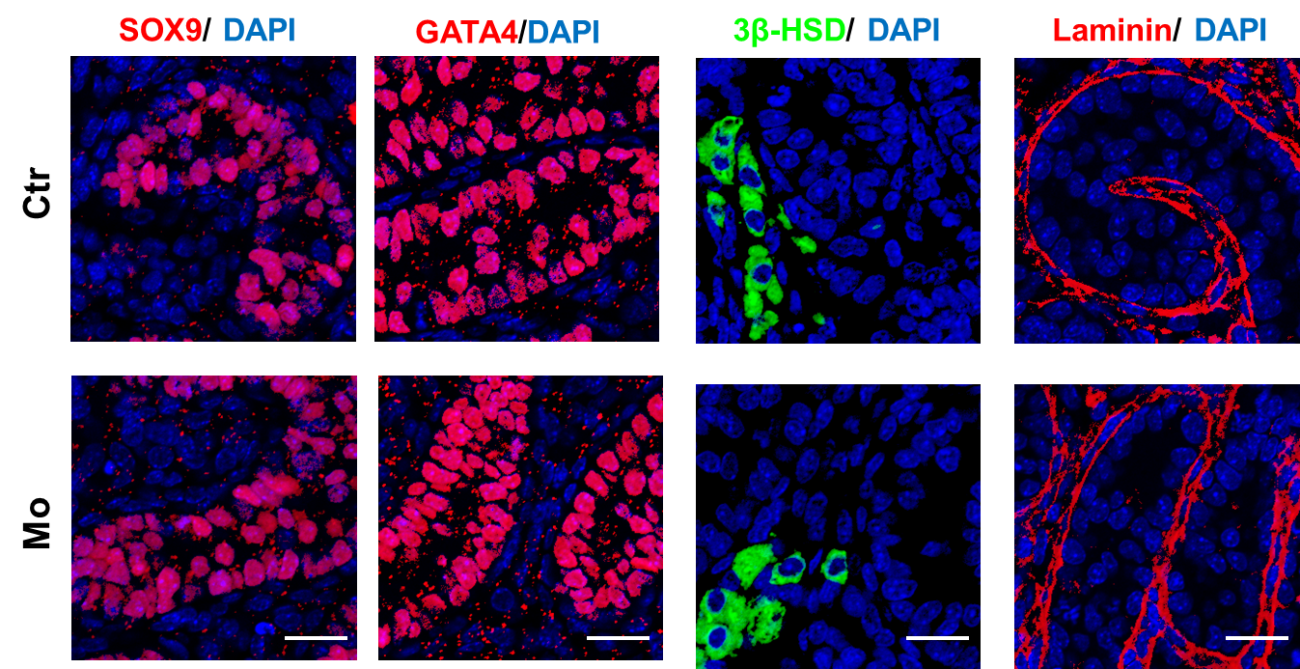 SOX9/ DAPI
GATA4/DAPI
3β-HSD/ DAPI
Laminin/ DAPI
Ctr
Mo